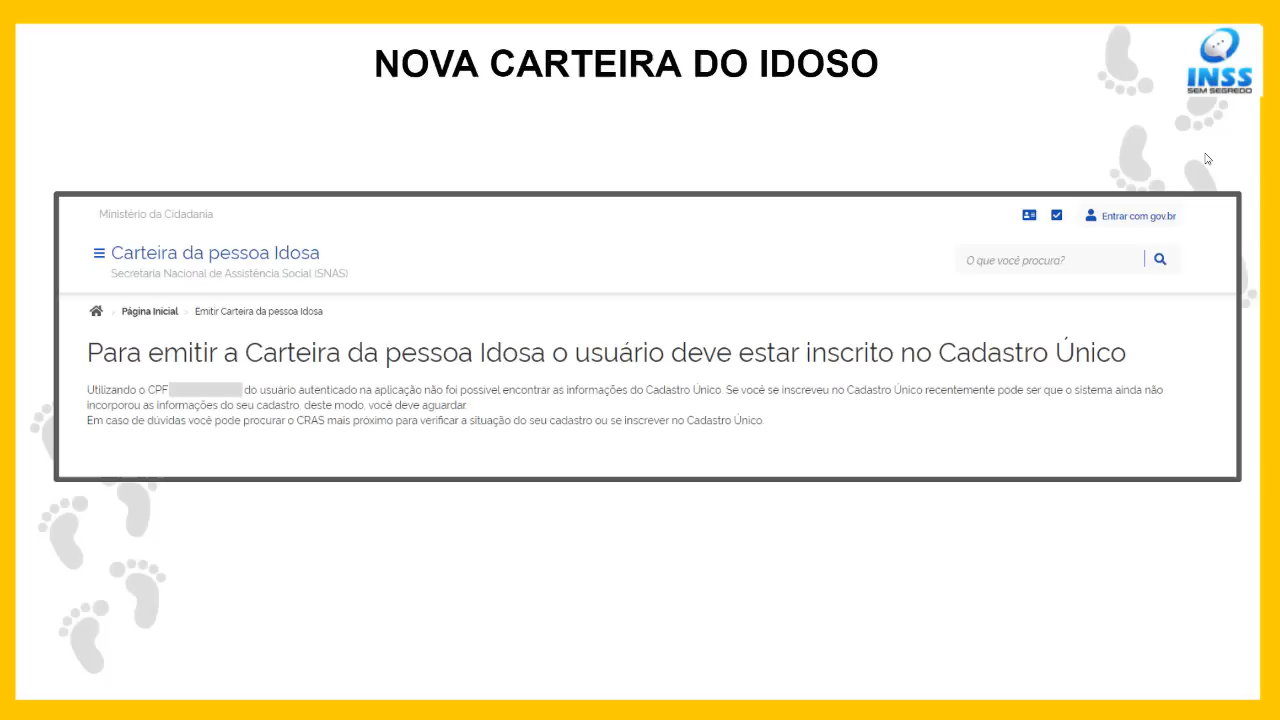 NOVA CARTEIRA DO IDOSO
INSS
SEM SEGREDO
Ministério da Cidadania
Entrar com gov.br
Carteira da pessoa Idosa
Secretaria Nacional de Assistência Social (SNAS)
O que você procura?
Página Inicial > Emitir Carteira da pessoa Idosa
Para emitir a Carteira da pessoa Idosa o usuário deve estar inscrito no Cadastro Único
Utilizando o CPF do usuário autenticado na aplicação não foi possível encontrar as informações do Cadastro Único. Se você se inscreveu no Cadastro Único recentemente pode ser que o sistema ainda não
incorporou as informações do seu cadastro, deste modo, você deve aguardar.
Em caso de dúvidas você pode procurar o CRAS mais próximo para verificar a situação do seu cadastro ou se inscrever no Cadastro Único.